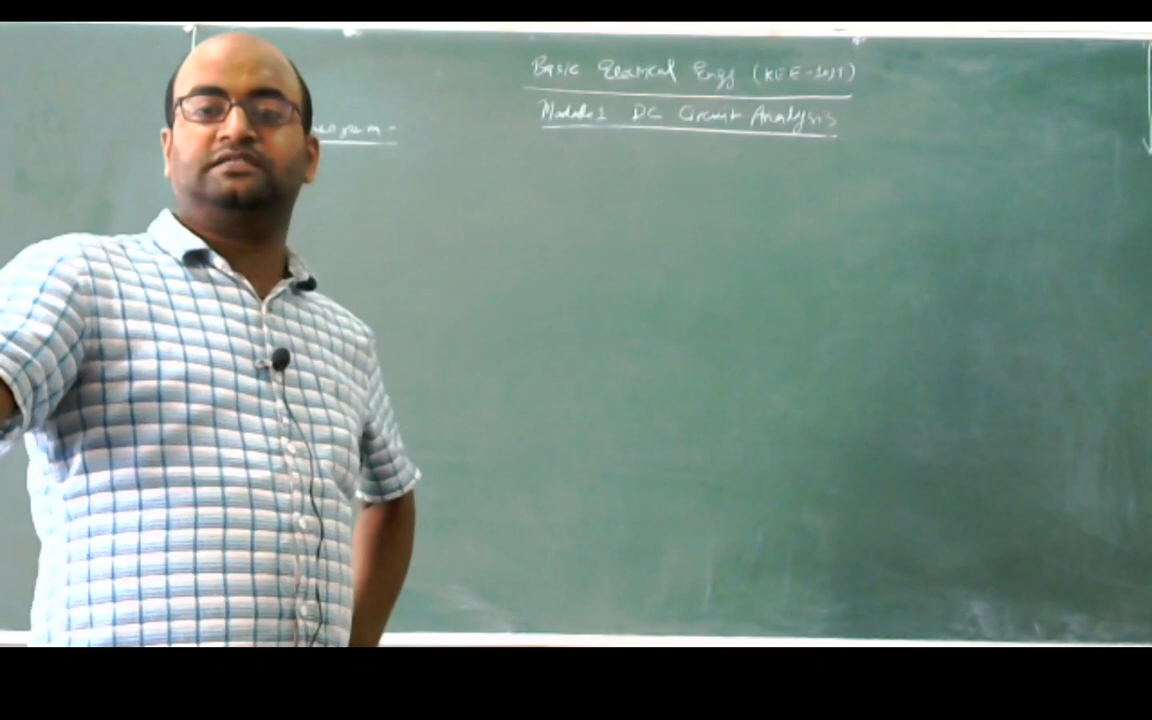 Basic Electrical Engg (KEE-101T)
Module 1 DC Circuit Analysis